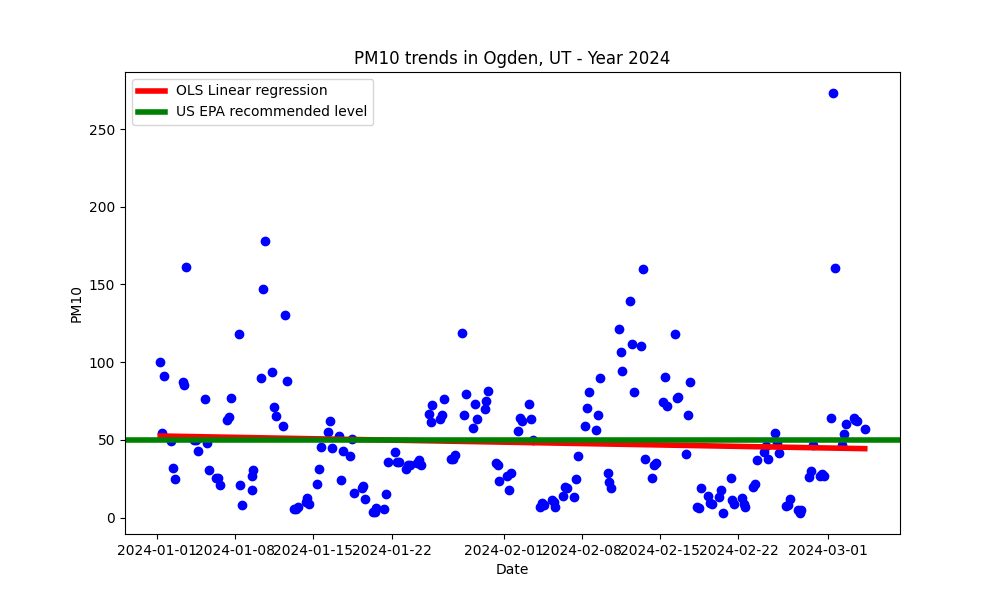 PM10 trends in Ogden, UT - Year 2024
OLS Linear regression
US EPA recommended level
250
200
150
100
50
0
PM10
2024-01-01 2024-01-08 2024-01-15 2024-01-22 2024-02-01 2024-02-08 2024-02-15 2024-02-22 2024-03-01
Date